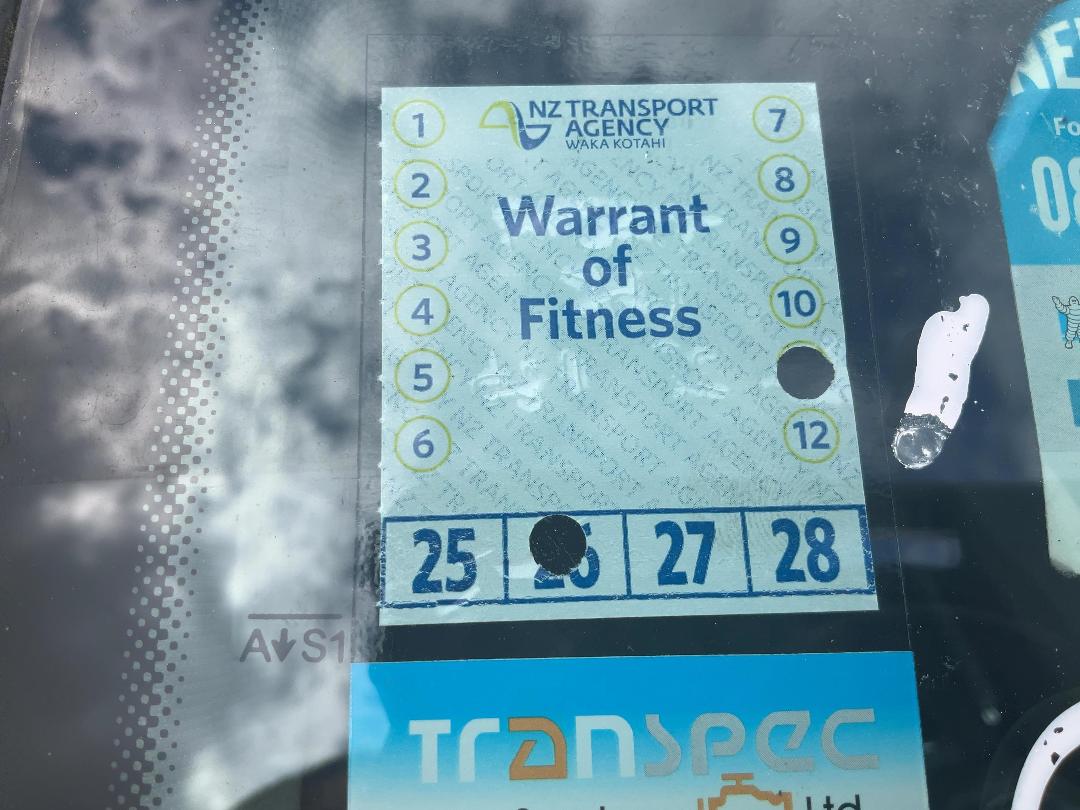 NZ TRANSPORT
AGENCY
WAKA KOTAHI
Warrant
of
Fitness
1
2
3
4
5
6
7
8
9
10
12
25
27
28
A S1
Transpec
Ltd